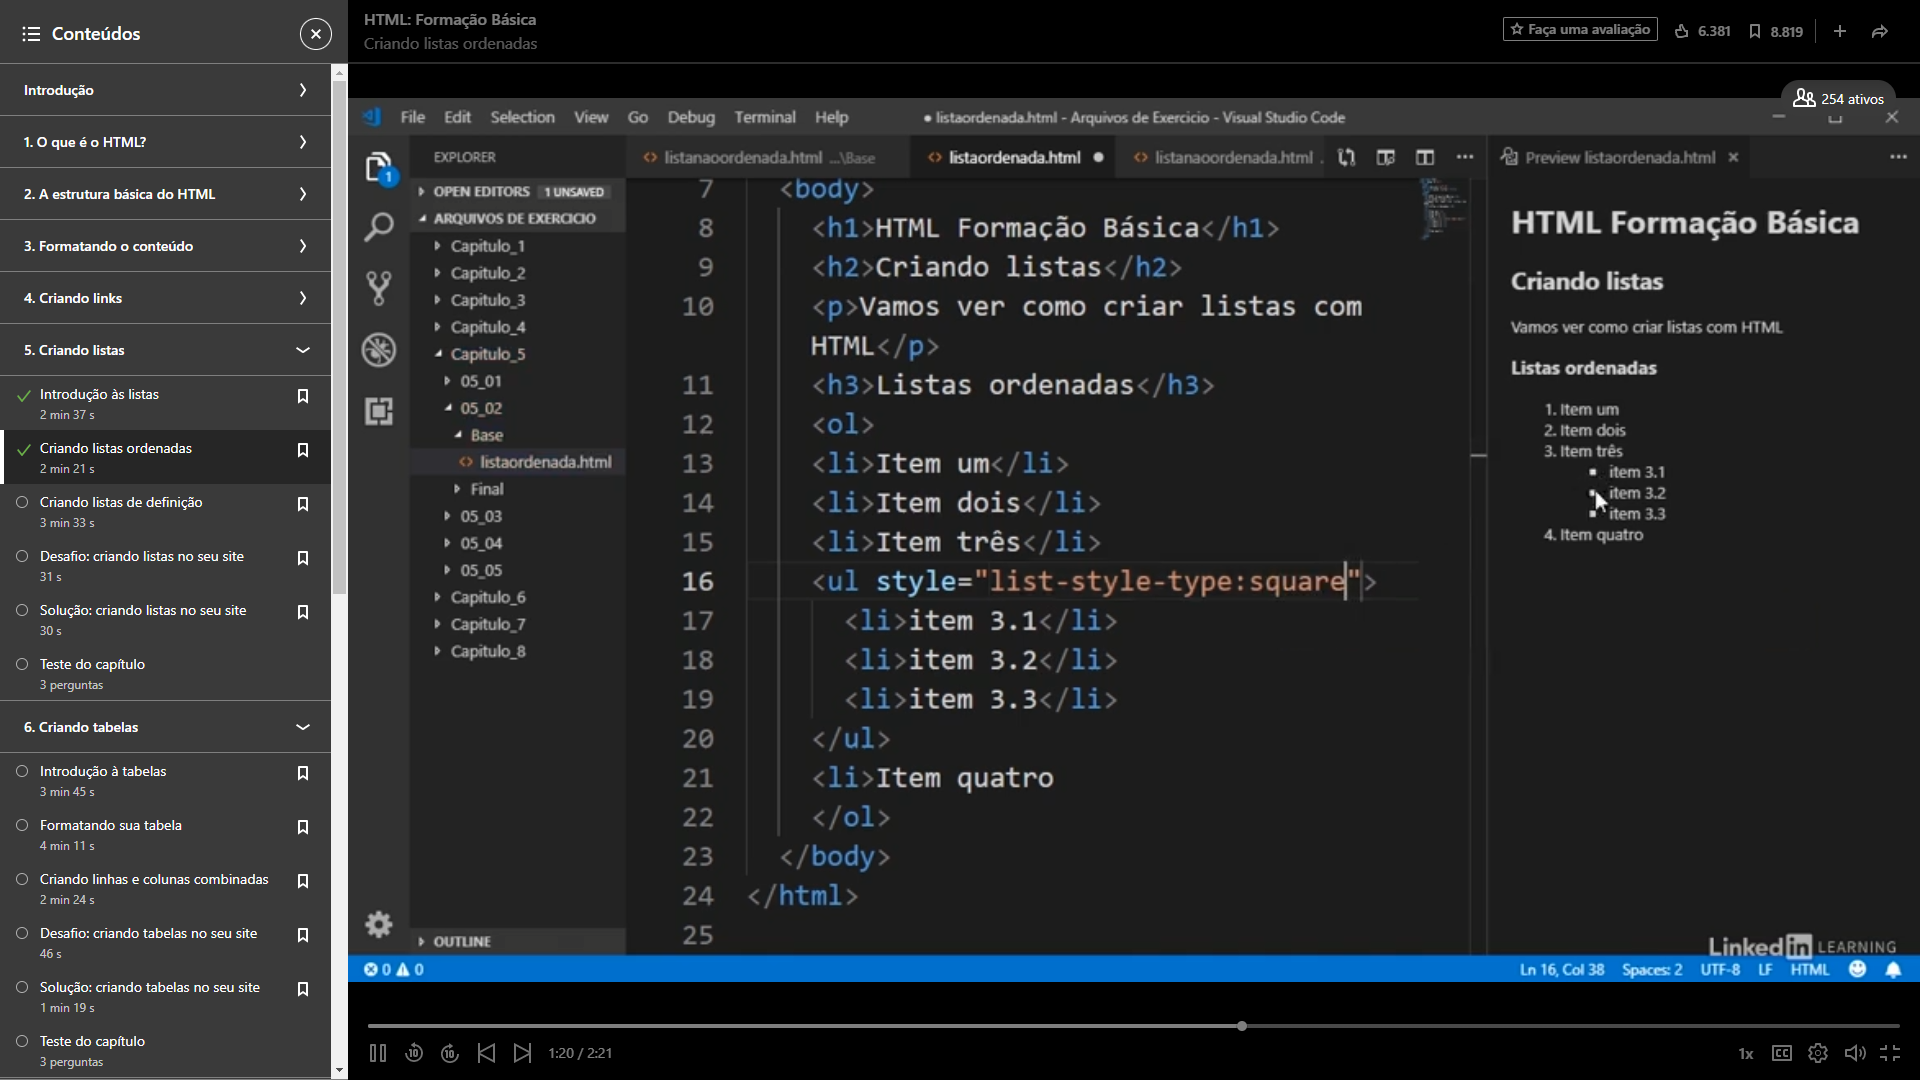 Conteúdos
Introdução
1. O que é o HTML?
2. A estrutura básica do HTML
3. Formatando o conteúdo
4. Criando links
5. Criando listas
Introdução às listas
2 min 37 s
Criando listas ordenadas
2 min 21 s
Criando listas de definição
3 min 33 s
Desafio: criando listas no seu site
31 s
Solução: criando listas no seu site
30 s
Teste do capítulo
3 perguntas
6. Criando tabelas
Introdução à tabelas
3 min 45 s
Formatando sua tabela
4 min 11 s
Criando linhas e colunas combinadas
2 min 24 s
Desafio: criando tabelas no seu site
46 s
Solução: criando tabelas no seu site
1 min 19 s
Teste do capítulo
3 perguntas
HTML: Formação Básica
Criando listas ordenadas
Faça uma avaliação
6.381
8.819
254 ativos
File Edit Selection View Go Debug Terminal Help
● listaordenada.html - Arquivos de Exercicio - Visual Studio Code
1
EXPLORER
OPEN EDITORS 1 UNSAVED
ARQUIVOS DE EXERCICIO
Capitulo_1
Capitulo_2
Capitulo_3
Capitulo_4
Capitulo_5
05_01
05_02
Base
<> listaordenada.html
Final
05_03
05_04
05_05
Capitulo_6
Capitulo_7
Capitulo_8
OUTLINE
<> listanaoordenada.html ...\Base
<> listaordenada.html ●
<> listanaoordenada.html .
7 <body>
8 <h1>HTML Formação Básica</h1>
9 <h2>Criando listas</h2>
10 <p>Vamos ver como criar listas com
HTML</p>
11 <h3>Listas ordenadas</h3>
12 <ol>
13 <li>Item um</li>
14 <li>Item dois</li>
15 <li>Item três</li>
16 <ul style="list-style-type:square">
17 <li>item 3.1</li>
18 <li>item 3.2</li>
19 <li>item 3.3</li>
20 </ul>
21 <li>Item quatro
22 </ol>
23 </body>
24 </html>
25
Preview listaordenada.html
HTML Formação Básica
Criando listas
Vamos ver como criar listas com HTML
Listas ordenadas
1. Item um
2. Item dois
3. Item três
▪ item 3.1
▪ item 3.2
▪ item 3.3
4. Item quatro
Linked in LEARNING
0 0
Ln 16, Col 38 Spaces: 2 UTF-8 LF HTML
10
10
1:20 / 2:21
1x
CC